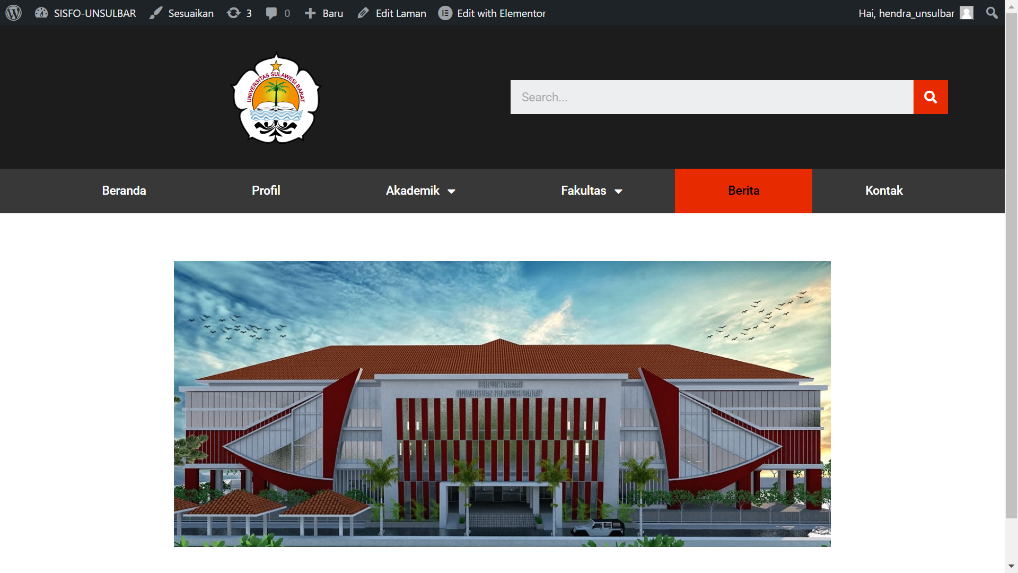 SISFO-UNSULBAR Sesuaikan 3 0 Baru Edit Laman Edit with Elementor Hai, hendra_unsulbar
UNIVERSITAS SULAWESI BARAT
Search...
Beranda Profil Akademik Fakultas Berita Kontak